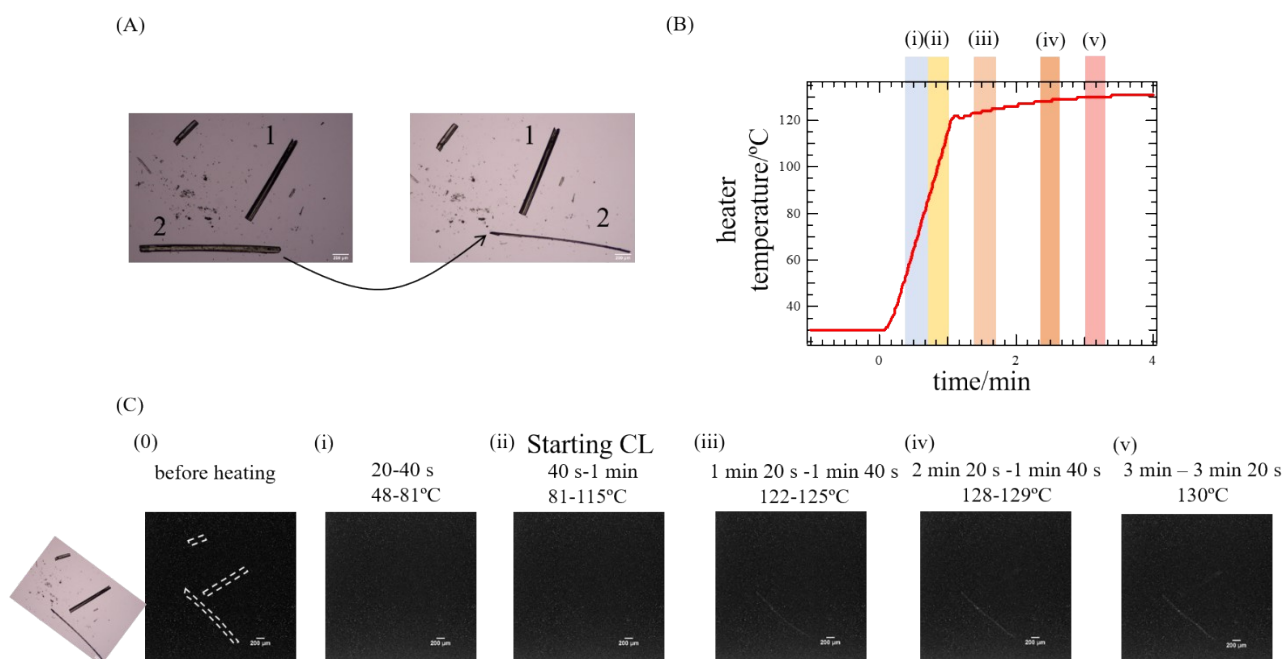 (A)
1
2
200 μm
1
2
200 μm
(B)
(i)(ii) (iii) (iv) (v)
heater
temperature/ºC
120
100
80
60
40
0 2 4
time/min
(C)
(0)
before heating
(i)
20-40 s
48-81ºC
(ii)
Starting CL
40 s-1 min
81-115ºC
(iii)
1 min 20 s -1 min 40 s
122-125ºC
(iv)
2 min 20 s -1 min 40 s
128-129ºC
(v)
3 min – 3 min 20 s
130ºC
200 μm
200 μm
200 μm
200 μm
200 μm
200 μm